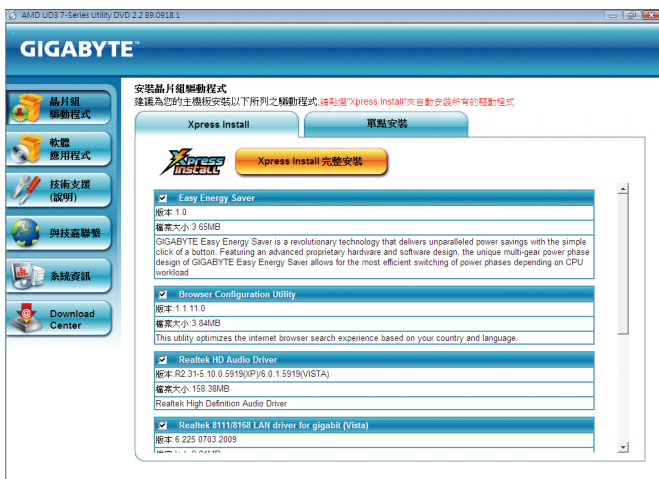 AMD UD3 7-Series Utility DVD 2.2 B9.0918.1
GIGABYTE™
安裝晶片組驅動程式
建議為您的主機板安裝以下所列之驅動程式;請點選"Xpress Install"來自動安裝所有的驅動程式
晶片組
驅動程式
軟體
應用程式
技術支援
(說明)
與技嘉聯繫
系統資訊
Download
Center
Xpress Install
單點安裝
Xpress
Install
Xpress Install 完整安裝
Easy Energy Saver
版本:1.0
檔案大小:3.65MB
GIGABYTE Easy Energy Saver is a revolutionary technology that delivers unparalleled power savings with the simple
click of a button. Featuring an advanced proprietary hardware and software design, the unique multi-gear power phase
design of GIGABYTE Easy Energy Saver allows for the most efficient switching of power phases depending on CPU
workload.
Browser Configuration Utility
版本:1.1.11.0
檔案大小:3.84MB
This utility optimizes the internet browser search experience based on your country and language.
Realtek HD Audio Driver
版本:R2.31-5.10.0.5919(XP)/6.0.1.5919(VISTA)
檔案大小:158.38MB
Realtek High Definition Audio Driver
Realtek 8111/8168 LAN driver for gigabit (Vista)
版本:6.225.0703.2009